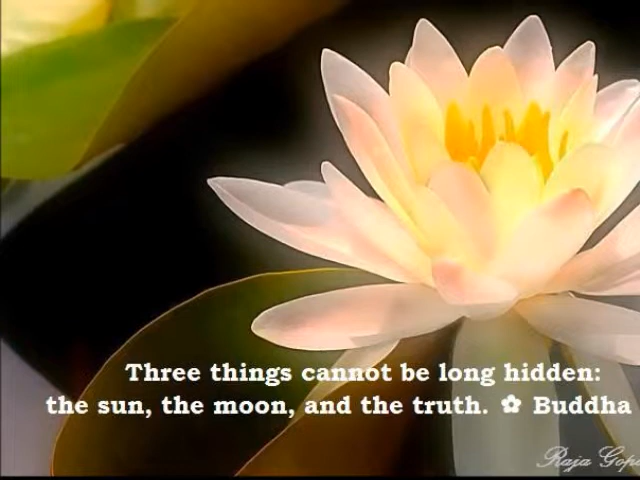 Three things cannot be long hidden:
the sun, the moon, and the truth. ✿ Buddha
Raja